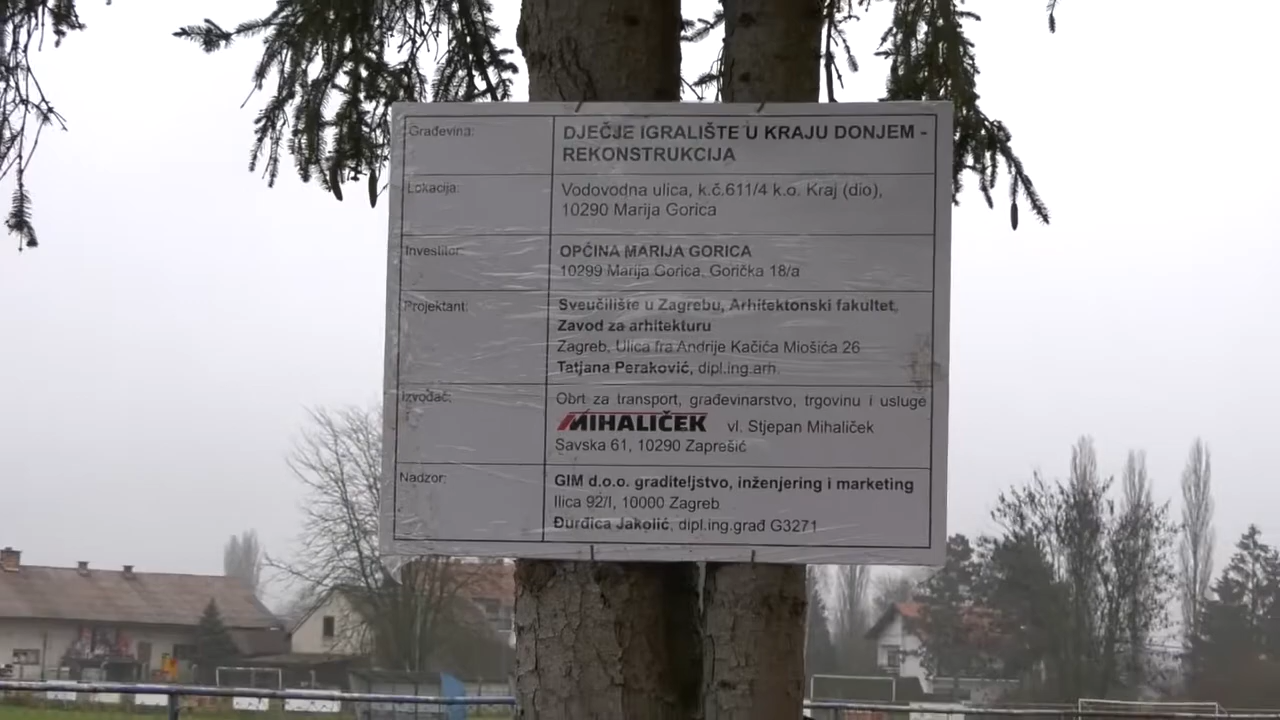 Građevina:
DJEČJE IGRALIŠTE U KRAJU DONJEM -
REKONSTRUKCIJA
Lokacija:
Vodovodna ulica, k.č.611/4 k.o. Kraj (dio),
10290 Marija Gorica
Investitor:
OPĆINA MARIJA GORICA
10299 Marija Gorica, Gorička 18/a
Projektant:
Sveučilište u Zagrebu, Arhitektonski fakultet,
Zavod za arhitekturu
Zagreb, Ulica fra Andrije Kačića Miošića 26
Tatjana Peraković, dipl.ing.arh.
Izvođač:
Obrt za transport, građevinarstvo, trgovinu i usluge
MIHALIČEK vl. Stjepan Mihaliček
Savska 61, 10290 Zaprešić
Nadzor:
GIM d.o.o. graditeljstvo, inženjering i marketing
Ilica 92/I, 10000 Zagreb
Đurđica Jakolić, dipl.ing.građ G3271